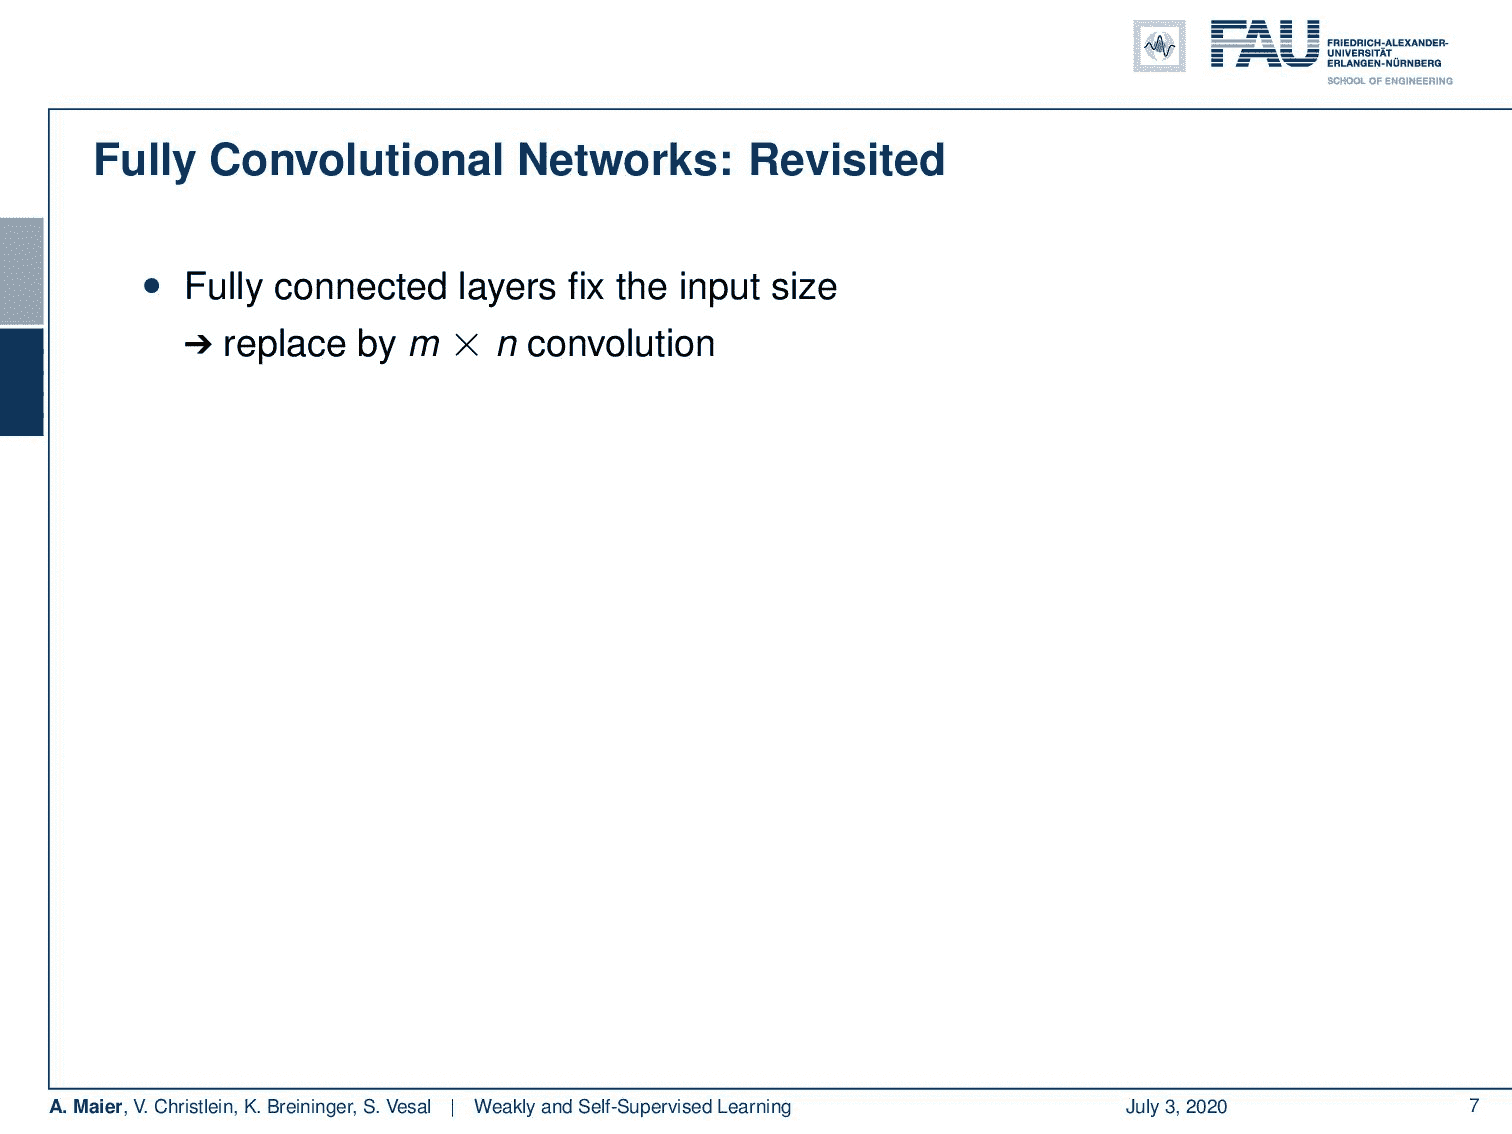 FAU
FRIEDRICH-ALEXANDER-
UNIVERSITÄT
ERLANGEN-NÜRNBERG
SCHOOL OF ENGINEERING
Fully Convolutional Networks: Revisited
• Fully connected layers fix the input size
➔ replace by m × n convolution
A. Maier, V. Christlein, K. Breininger, S. Vesal | Weakly and Self-Supervised Learning July 3, 2020 7